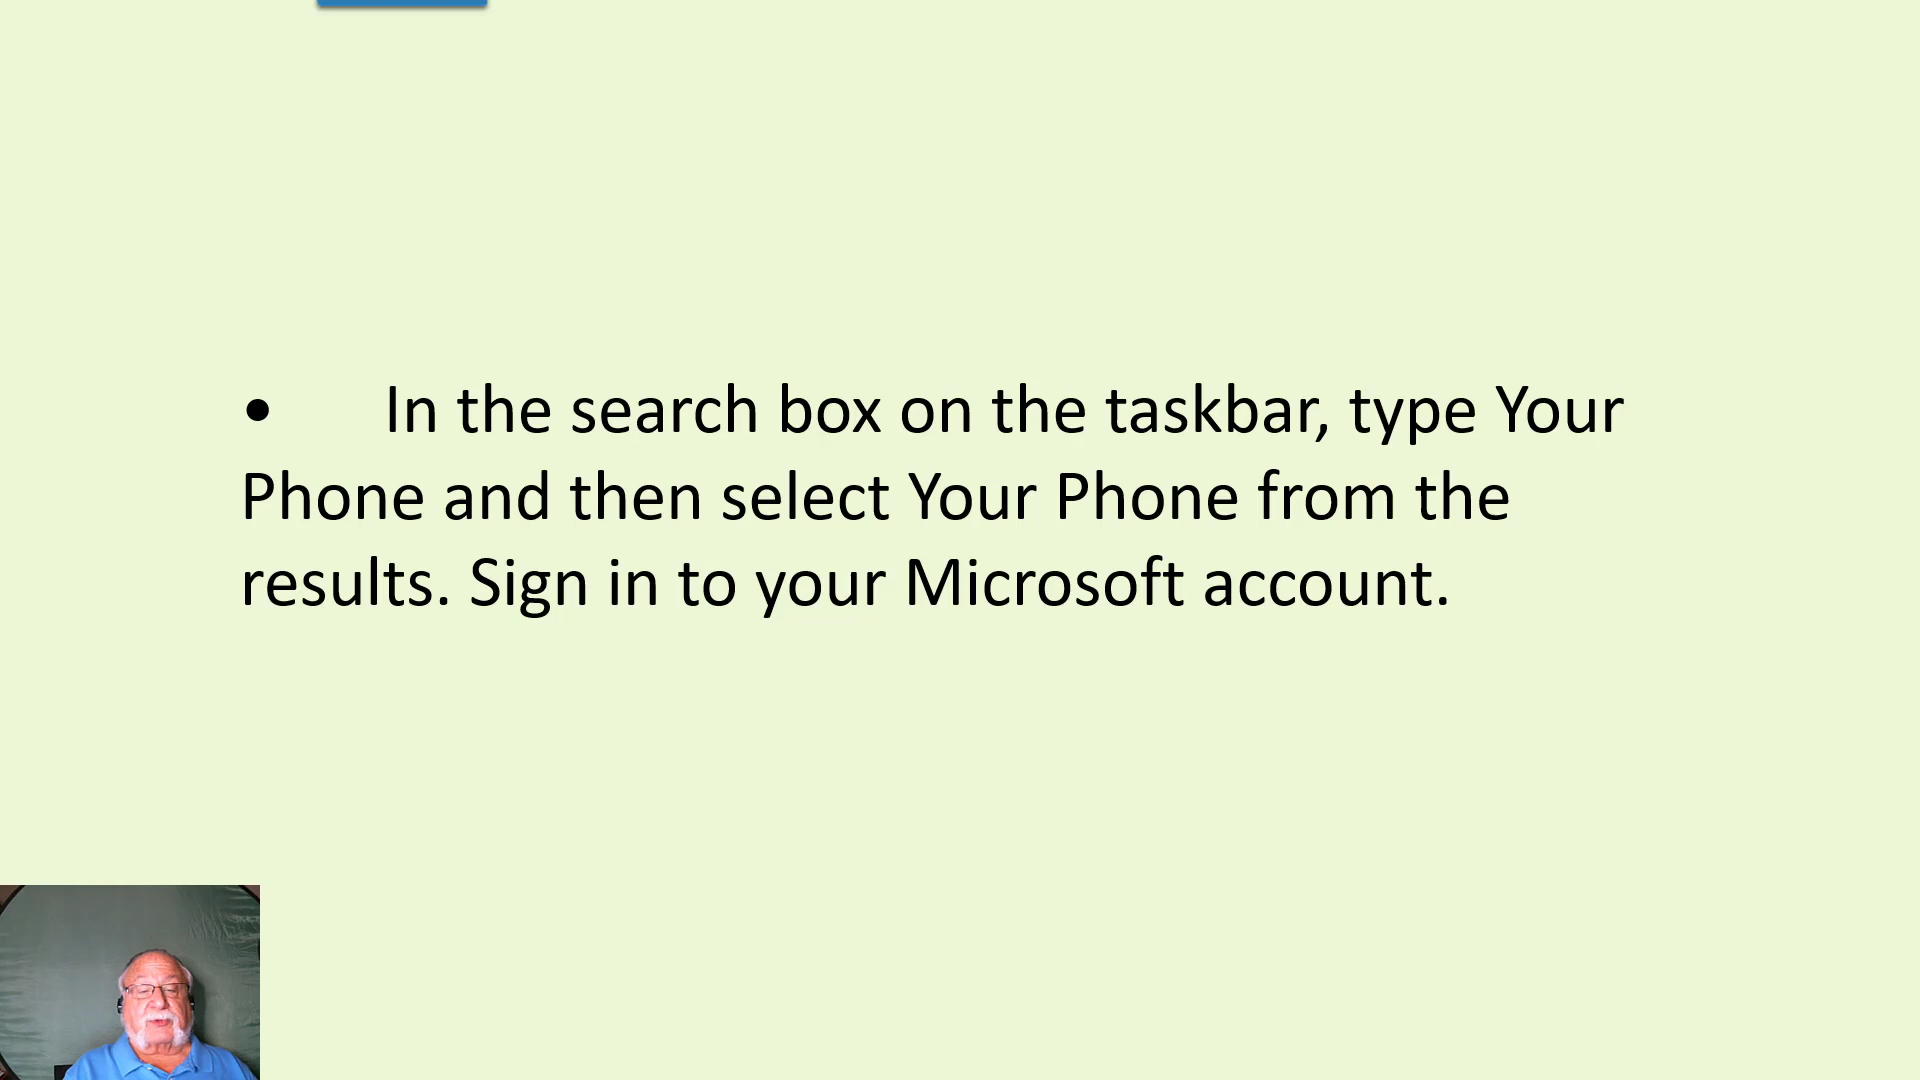 • In the search box on the taskbar, type Your
Phone and then select Your Phone from the
results. Sign in to your Microsoft account.